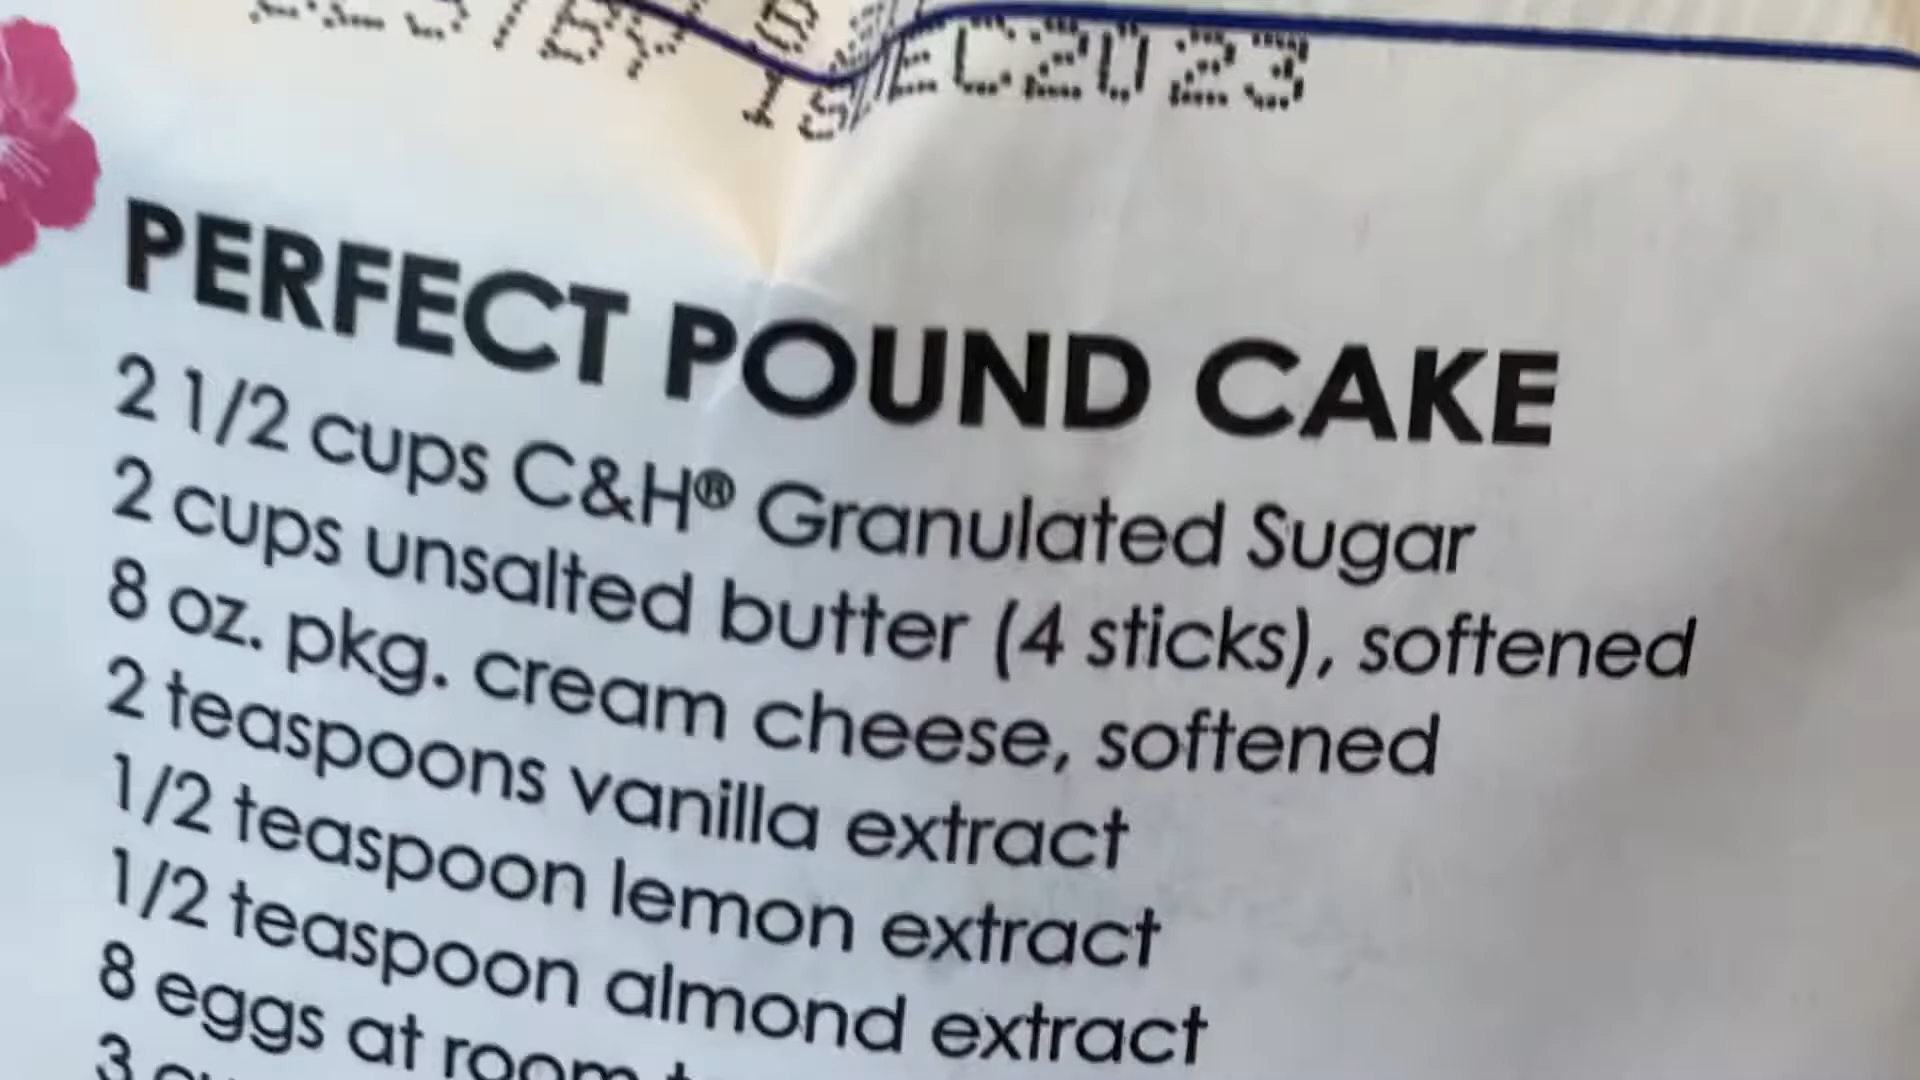 PERFECT POUND CAKE
2 1/2 cups C&H® Granulated Sugar
2 cups unsalted butter (4 sticks), softened
8 oz. pkg. cream cheese, softened
2 teaspoons vanilla extract
1/2 teaspoon lemon extract
1/2 teaspoon almond extract
8 eggs at room
3